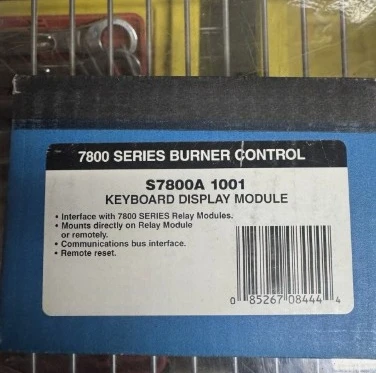 7800 SERIES BURNER CONTROL
S7800A 1001
KEYBOARD DISPLAY MODULE
• Interface with 7800 SERIES Relay Modules.
• Mounts directly on Relay Module
or remotely.
• Communications bus interface.
• Remote reset.
0 85267 08444 4